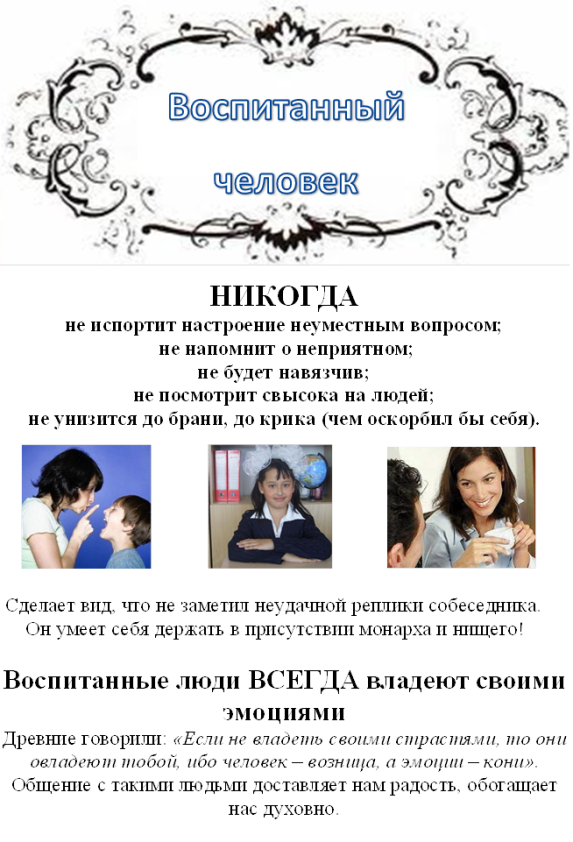 Воспитанный
человек
НИКОГДА
не испортит настроение неуместным вопросом;
не напомнит о неприятном;
не будет навязчив;
не посмотрит свысока на людей;
не унизится до брани, до крика (чем оскорбил бы себя).
Сделает вид, что не заметил неудачной реплики собеседника.
Он умеет себя держать в присутствии монарха и нищего!
Воспитанные люди ВСЕГДА владеют своими
эмоциями
Древние говорили: «Если не владеть своими страстями, то они
овладеют тобой, ибо человек – возница, а эмоции – кони».
Общение с такими людьми доставляет нам радость, обогащает
нас духовно.